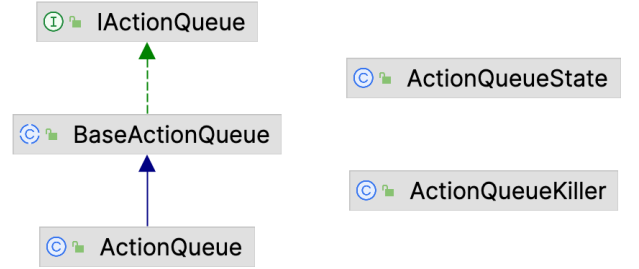 I IActionQueue
C ActionQueueState
C BaseActionQueue
C ActionQueueKiller
C ActionQueue